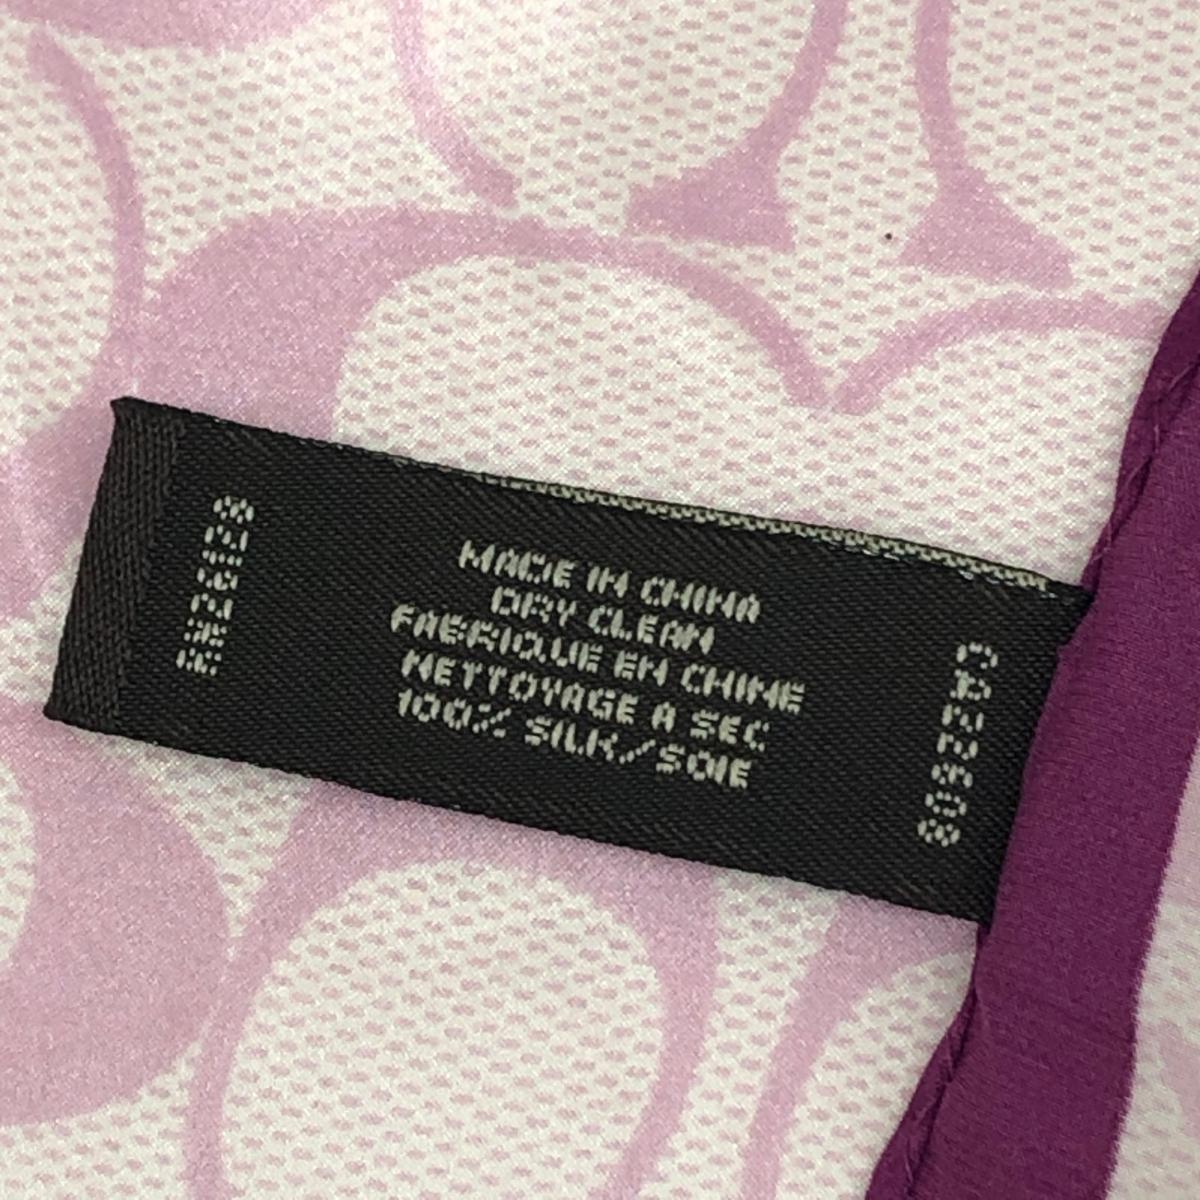 MADE IN CHINA
DRY CLEAN
FABRIQUE EN CHINE
NETTOYAGE A SEC
100% SILK/SOIE